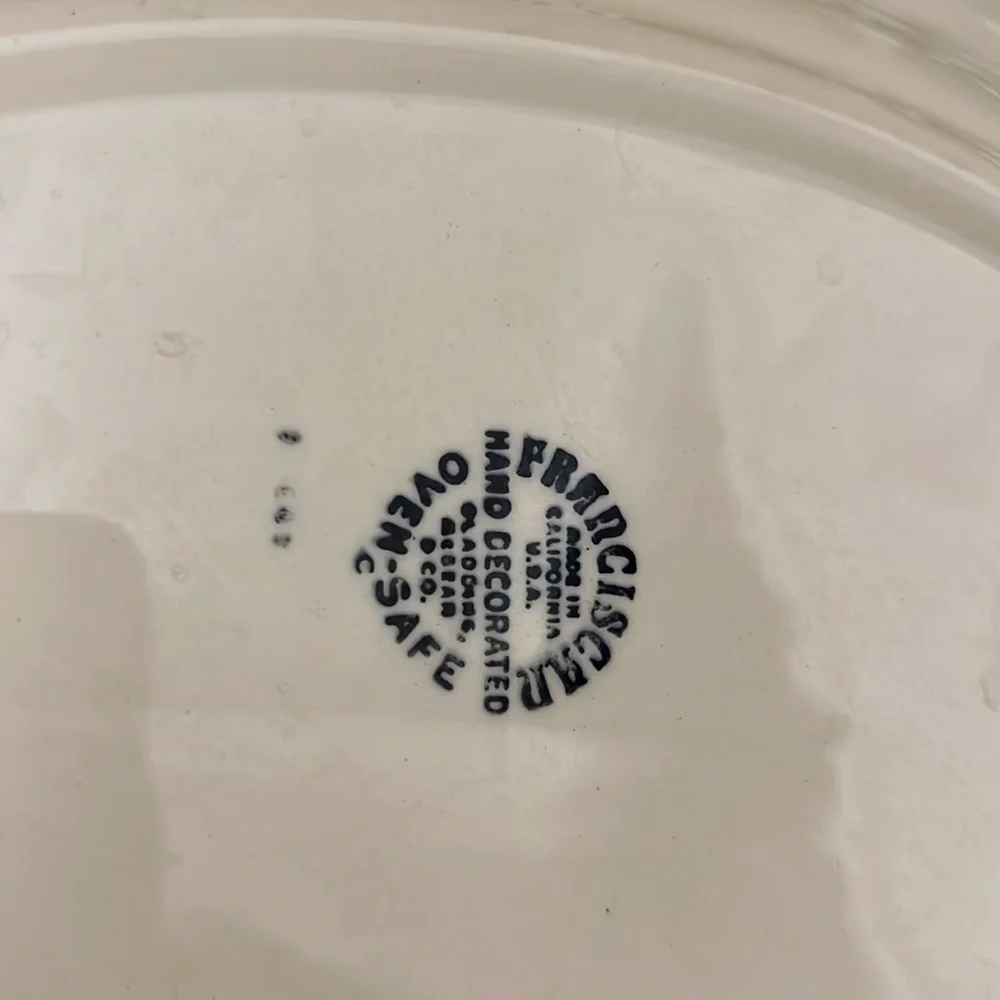 FRANCISCAN
MADE IN
CALIFORNIA
U.S.A.
HAND DECORATED
GLADDING,
McBEAN
& CO.
OVEN-SAFE
C